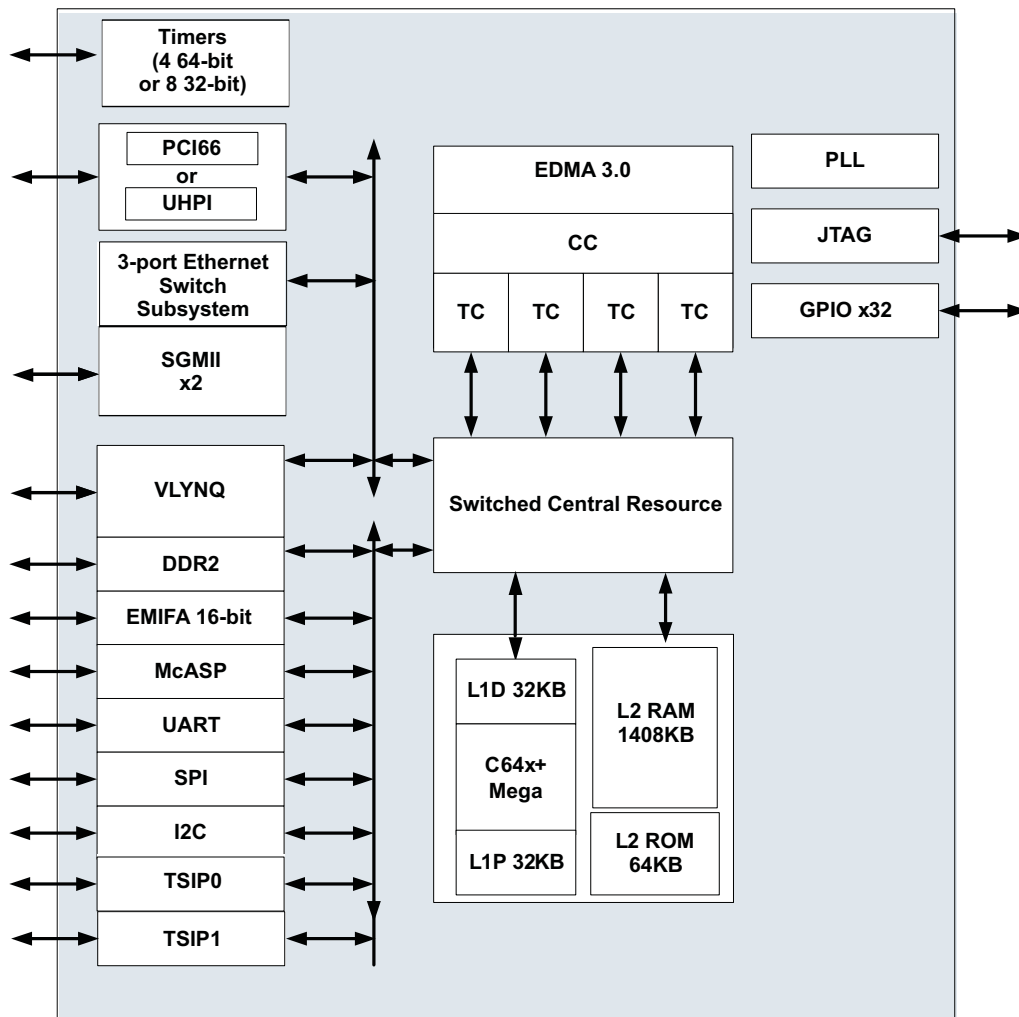 Timers
(4 64-bit
or 8 32-bit)
PCI66
or
UHPI
3-port Ethernet
Switch
Subsystem
SGMII
x2
VLYNQ
DDR2
EMIFA 16-bit
McASP
UART
SPI
I2C
TSIP0
TSIP1
EDMA 3.0
CC
TC
TC
TC
TC
Switched Central Resource
L1D 32KB
C64x+
Mega
L1P 32KB
L2 RAM
1408KB
L2 ROM
64KB
PLL
JTAG
GPIO x32